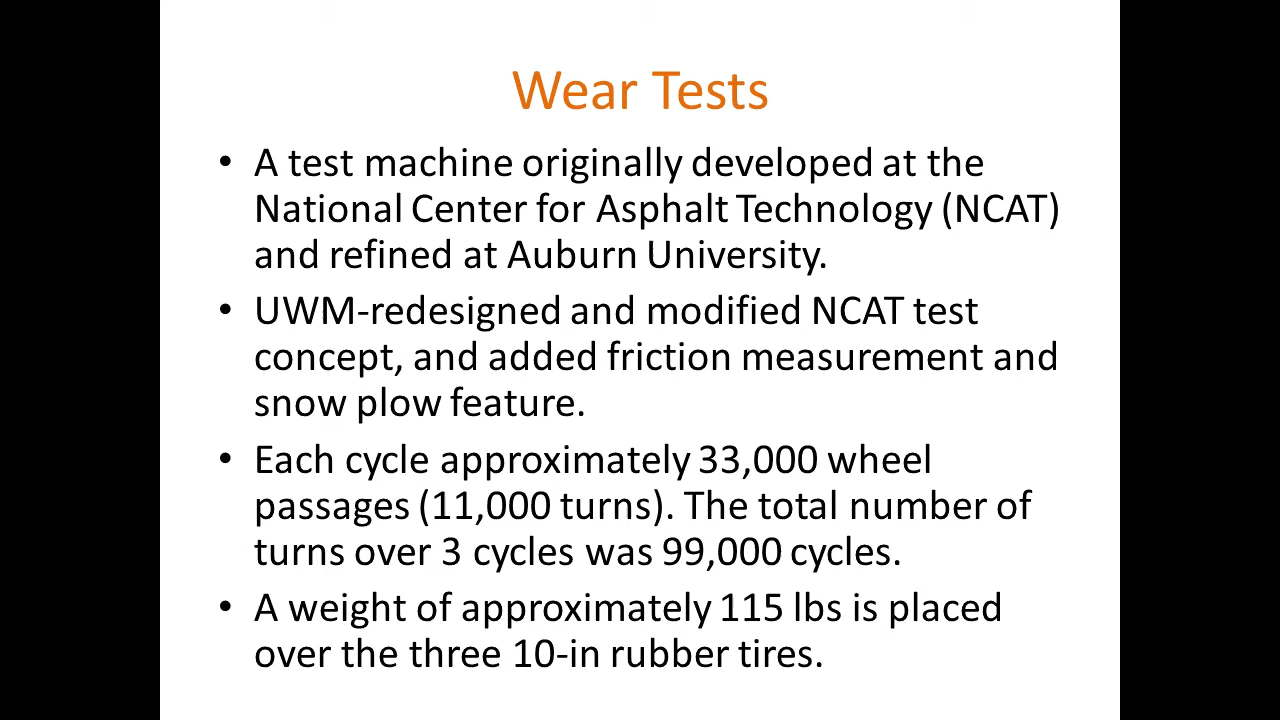 Wear Tests
• A test machine originally developed at the
National Center for Asphalt Technology (NCAT)
and refined at Auburn University.
• UWM-redesigned and modified NCAT test
concept, and added friction measurement and
snow plow feature.
• Each cycle approximately 33,000 wheel
passages (11,000 turns). The total number of
turns over 3 cycles was 99,000 cycles.
• A weight of approximately 115 lbs is placed
over the three 10-in rubber tires.